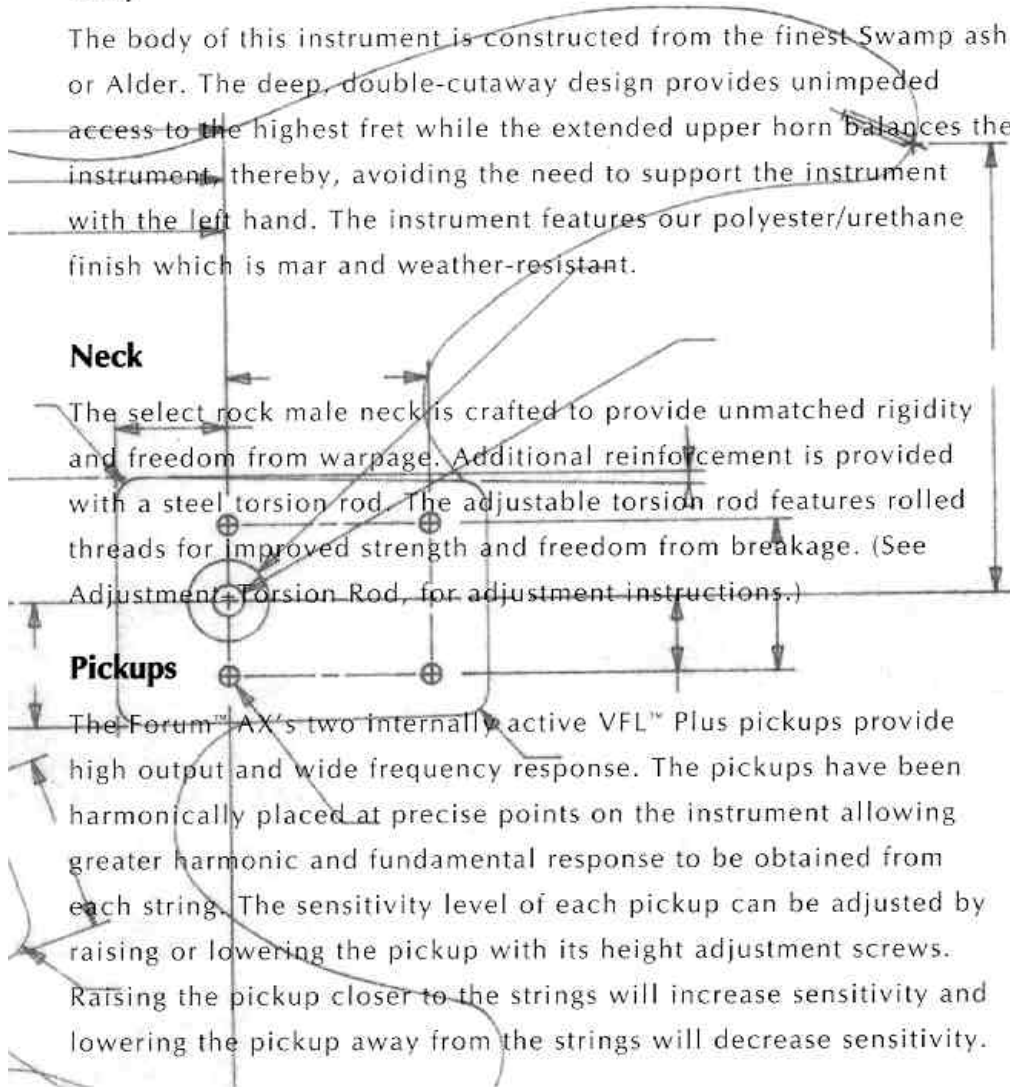 The body of this instrument is constructed from the finest Swamp ash
or Alder. The deep, double-cutaway design provides unimpeded
access to the highest fret while the extended upper horn balances the
instrument, thereby, avoiding the need to support the instrument
with the left hand. The instrument features our polyester/urethane
finish which is mar and weather-resistant.
Neck
The select rock male neck is crafted to provide unmatched rigidity
and freedom from warpage. Additional reinforcement is provided
with a steel torsion rod. The adjustable torsion rod features rolled
threads for improved strength and freedom from breakage. (See
Adjustment–Torsion Rod, for adjustment instructions.)
Pickups
The Forum™ AX's two internally active VFL™ Plus pickups provide
high output and wide frequency response. The pickups have been
harmonically placed at precise points on the instrument allowing
greater harmonic and fundamental response to be obtained from
each string. The sensitivity level of each pickup can be adjusted by
raising or lowering the pickup with its height adjustment screws.
Raising the pickup closer to the strings will increase sensitivity and
lowering the pickup away from the strings will decrease sensitivity.